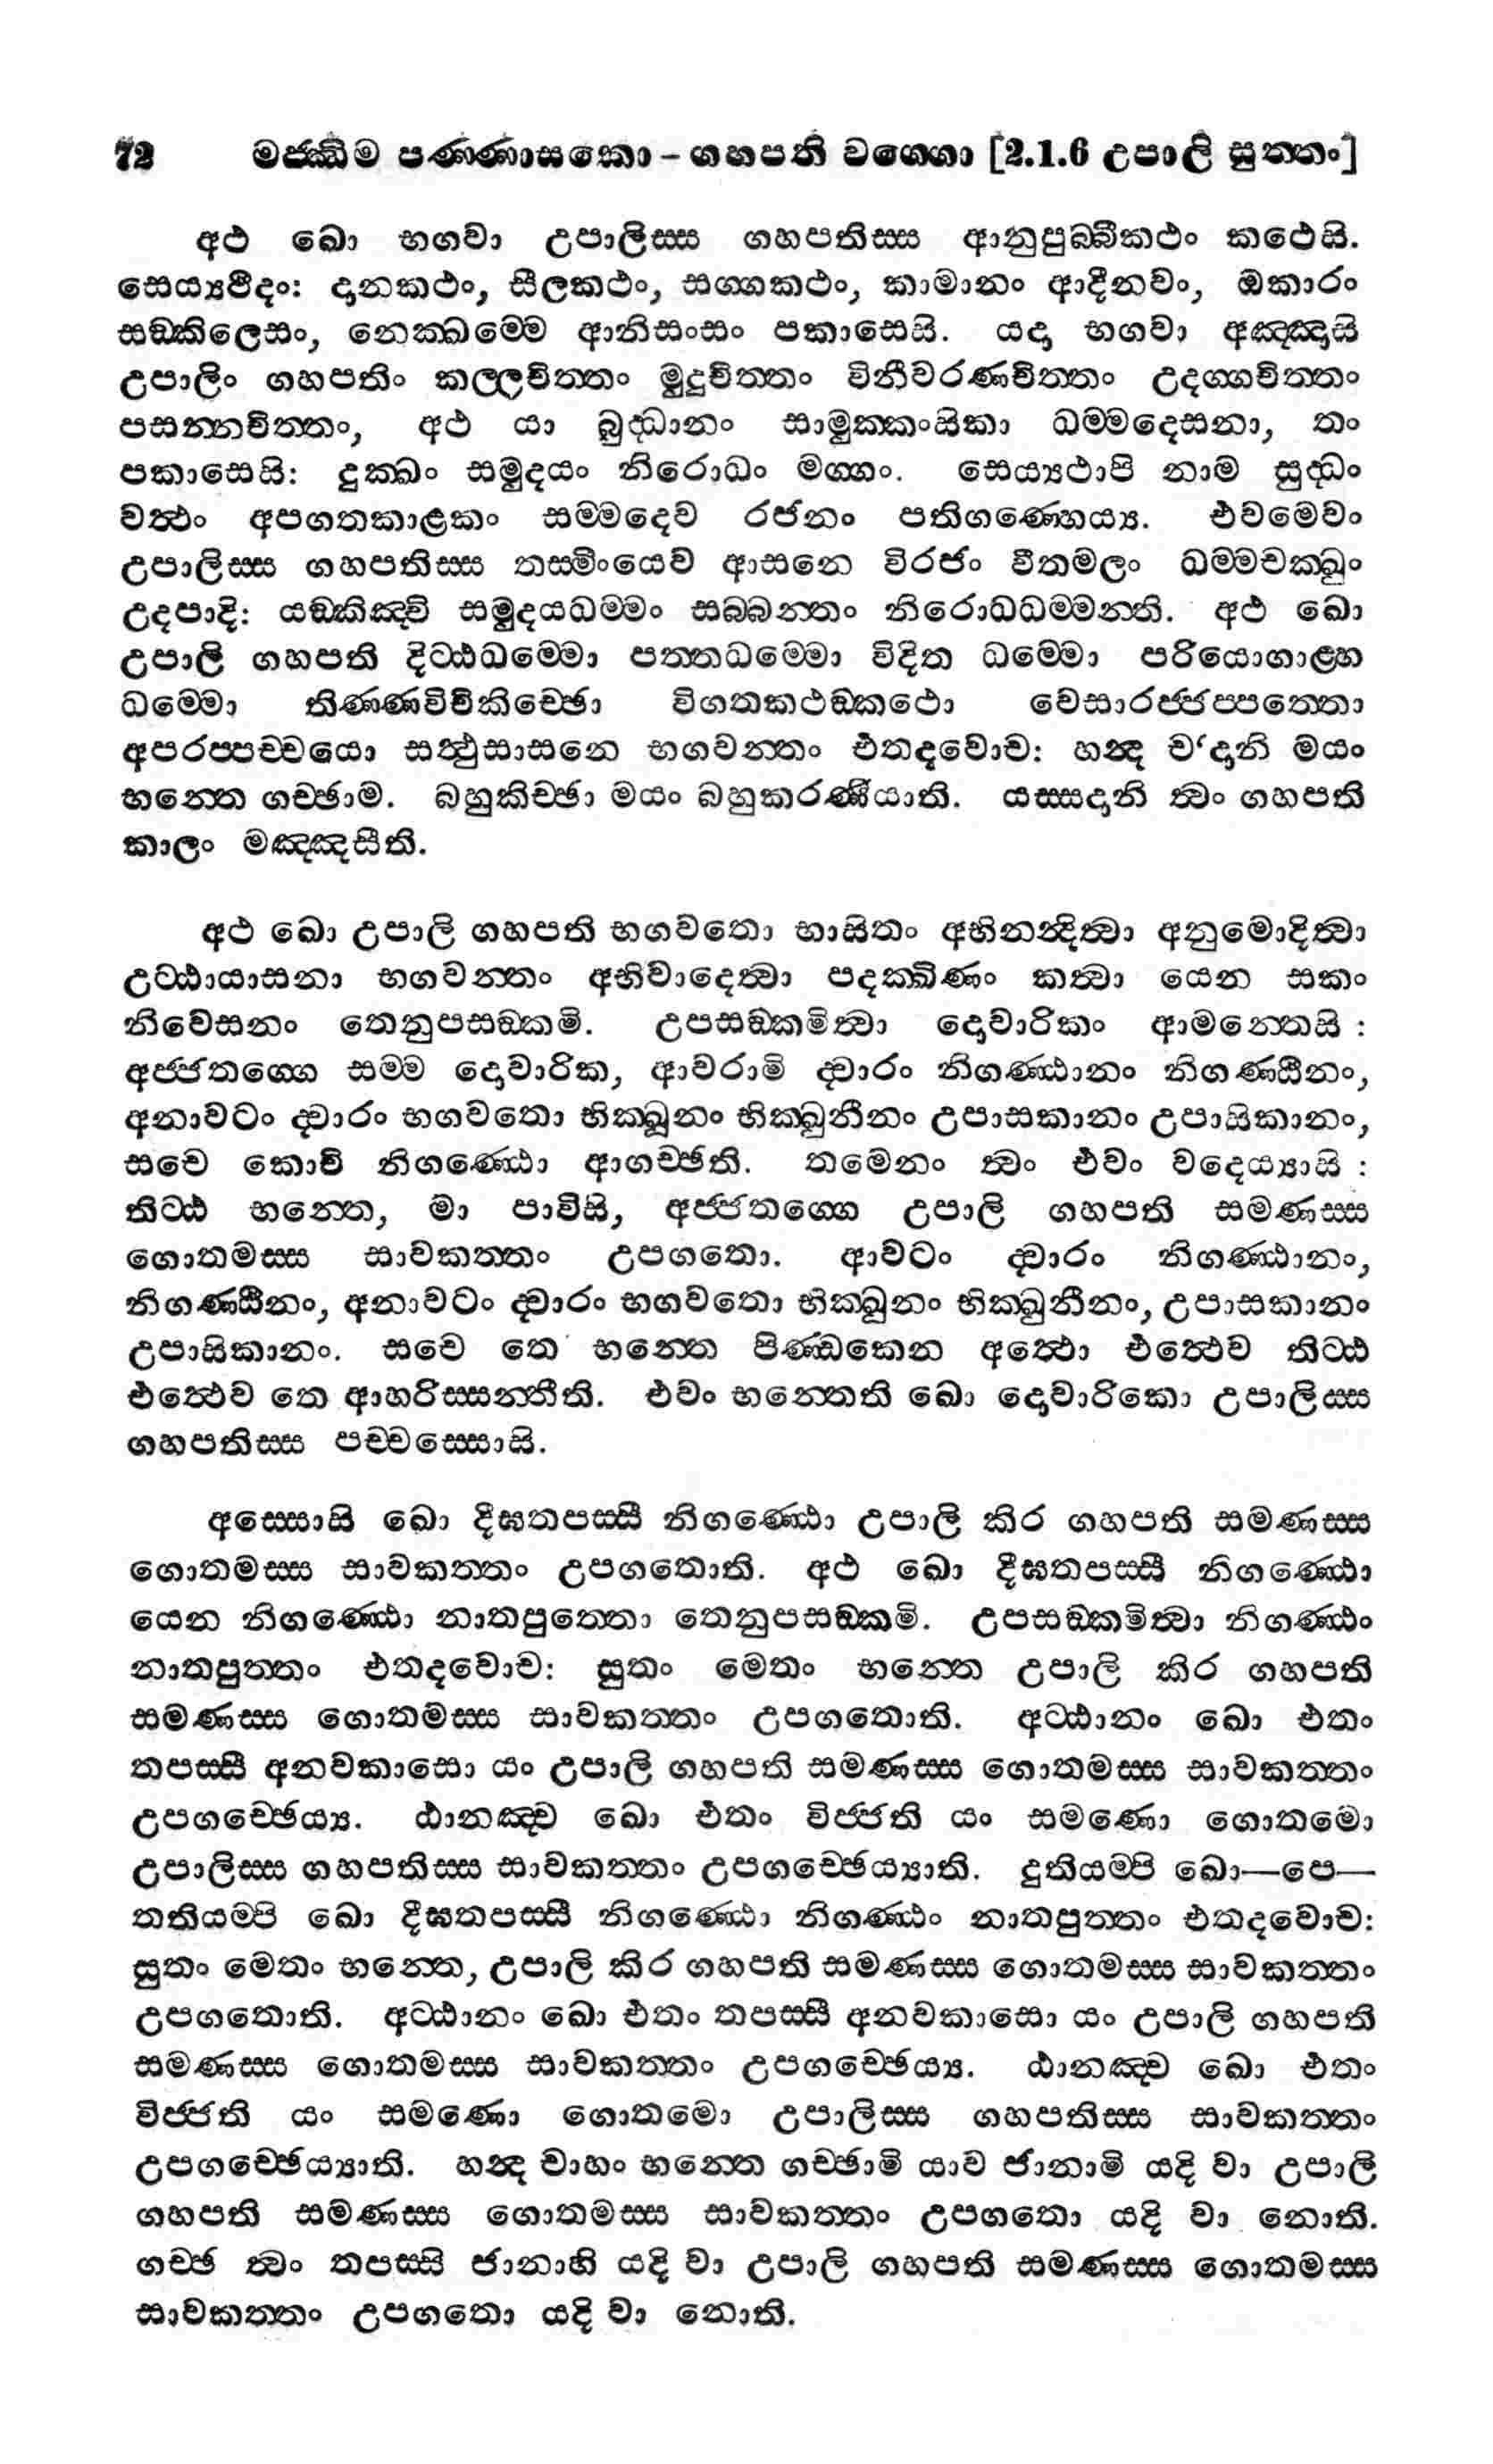 72 මජ්ඣිම පණ්ණාසකො - ගහපති වග්ගො [2.1.6 උපාලි සුත්තං]
අථ ඛො භගවා උපාලිස්ස ගහපතිස්ස ආනුපුබ්බීකථං කථෙසි.
සෙය්‍යථීදං: දානකථං, සීලකථං, සග්ගකථං, කාමානං ආදීනවං, ඔකාරං
සඞ්කිලෙසං, නෙක්ඛම්මෙ ආනිසංසං පකාසෙසි. යදා භගවා අඤ්ඤාසි
උපාලිං ගහපතිං කල්ලචිත්තං මුදුචිත්තං විනීවරණචිත්තං උදග්ගචිත්තං
පසන්නචිත්තං, අථ යා බුද්ධානං සාමුක්කංසිකා ධම්මදෙසනා, තං
පකාසෙසි: දුක්ඛං සමුදයං නිරොධං මග්ගං. සෙය්‍යථාපි නාම සුද්ධං
වත්ථං අපගතකාළකං සම්මදෙව රජනං පතිගණ්හෙය්‍ය. එවමෙවං
උපාලිස්ස ගහපතිස්ස තස්මිංයෙව ආසනෙ විරජං වීතමලං ධම්මචක්ඛුං
උදපාදි: යඞ්කිඤ්චි සමුදයධම්මං සබ්බන්තං නිරොධධම්මන්ති. අථ ඛො
උපාලි ගහපති දිට්ඨධම්මො පත්තධම්මො විදිත ධම්මො පරියොගාළ්හ
ධම්මො තිණ්ණවිචිකිච්ඡො විගතකථඞ්කථො වෙසාරජ්ජප්පත්තො
අපරප්පච්චයො සත්ථුසාසනෙ භගවන්තං එතදවොච: හන්‍ද ච‘දානි මයං
භන්තෙ ගච්ඡාම. බහුකිච්ඡා මයං බහුකරණීයාති. යස්සදානි ත්‍වං ගහපති
කාලං මඤ්ඤසීති.
අථ ඛො උපාලි ගහපති භගවතො භාසිතං අභිනන්‍දිත්‍වා අනුමොදිත්‍වා
උට්ඨායාසනා භගවන්තං අභිවාදෙත්‍වා පදක්ඛිණං කත්‍වා යෙන සකං
නිවෙසනං තෙනුපසඞ්කමි. උපසඞ්කමිත්‍වා දොවාරිකං ආමන්තෙසි :
අජ්ජතග්ගෙ සම්ම දොවාරික, ආවරාමි ද්‍වාරං නිගණ්ඨානං නිගණ්ඨීනං,
අනාවටං ද්‍වාරං භගවතො භික්ඛූනං භික්ඛුනීනං උපාසකානං උපාසිකානං,
සචෙ කොචි නිගණ්ඨො ආගච්ඡති. තමෙනං ත්‍වං එවං වදෙය්‍යාසි :
තිට්ඨ භන්තෙ, මා පාවිසි, අජ්ජතග්ගෙ උපාලි ගහපති සමණස්ස
ගොතමස්ස සාවකත්තං උපගතො. ආවටං ද්‍වාරං නිගණ්ඨානං,
නිගණ්ඨීනං, අනාවටං ද්‍වාරං භගවතො භික්ඛුනං භික්ඛුනීනං, උපාසකානං
උපාසිකානං. සචෙ තෙ භන්තෙ පිණ්ඩකෙන අත්ථො එත්ථෙව තිට්ඨ
එත්ථෙව තෙ ආහරිස්සන්තීති. එවං භන්තෙති ඛො දොවාරිකො උපාලිස්ස
ගහපතිස්ස පච්චස්සොසි.
අස්සොසි ඛො දීඝතපස්සී නිගණ්ඨො උපාලි කිර ගහපති සමණස්ස
ගොතමස්ස සාවකත්තං උපගතොති. අථ ඛො දීඝතපස්සී නිගණ්ඨො
යෙන නිගණ්ඨො නාතපුත්තො තෙනුපසඞ්කමි. උපසඞ්කමිත්‍වා නිගණ්ඨං
නාතපුත්තං එතදවොච: සුතං මෙතං භන්තෙ උපාලි කිර ගහපති
සමණස්ස ගොතමස්ස සාවකත්තං උපගතොති. අට්ඨානං ඛො එතං
තපස්සී අනවකාසො යං උපාලි ගහපති සමණස්ස ගොතමස්ස සාවකත්තං
උපගච්ඡෙය්‍ය. ඨානඤ්ච ඛො එතං විජ්ජති යං සමණො ගොතමො
උපාලිස්ස ගහපතිස්ස සාවකත්තං උපගච්ඡෙය්‍යාති. දුතියම්පි ඛො—පෙ—
තතියම්පි ඛො දීඝතපස්සී නිගණ්ඨො නිගණ්ඨං නාතපුත්තං එතදවොච:
සුතං මෙතං භන්තෙ, උපාලි කිර ගහපති සමණස්ස ගොතමස්ස සාවකත්තං
උපගතොති. අට්ඨානං ඛො එතං තපස්සී අනවකාසො යං උපාලි ගහපති
සමණස්ස ගොතමස්ස සාවකත්තං උපගච්ඡෙය්‍ය. ඨානඤ්ච ඛො එතං
විජ්ජති යං සමණො ගොතමො උපාලිස්ස ගහපතිස්ස සාවකත්තං
උපගච්ඡෙය්‍යාති. හන්‍ද චාහං භන්තෙ ගච්ඡාමි යාව ජානාමි යදි වා උපාලි
ගහපති සමණස්ස ගොතමස්ස සාවකත්තං උපගතො යදි වා නොති.
ගච්ඡ ත්‍වං තපස්සි ජානාහි යදි වා උපාලි ගහපති සමණස්ස ගොතමස්ස
සාවකත්තං උපගතො යදි වා නොති.